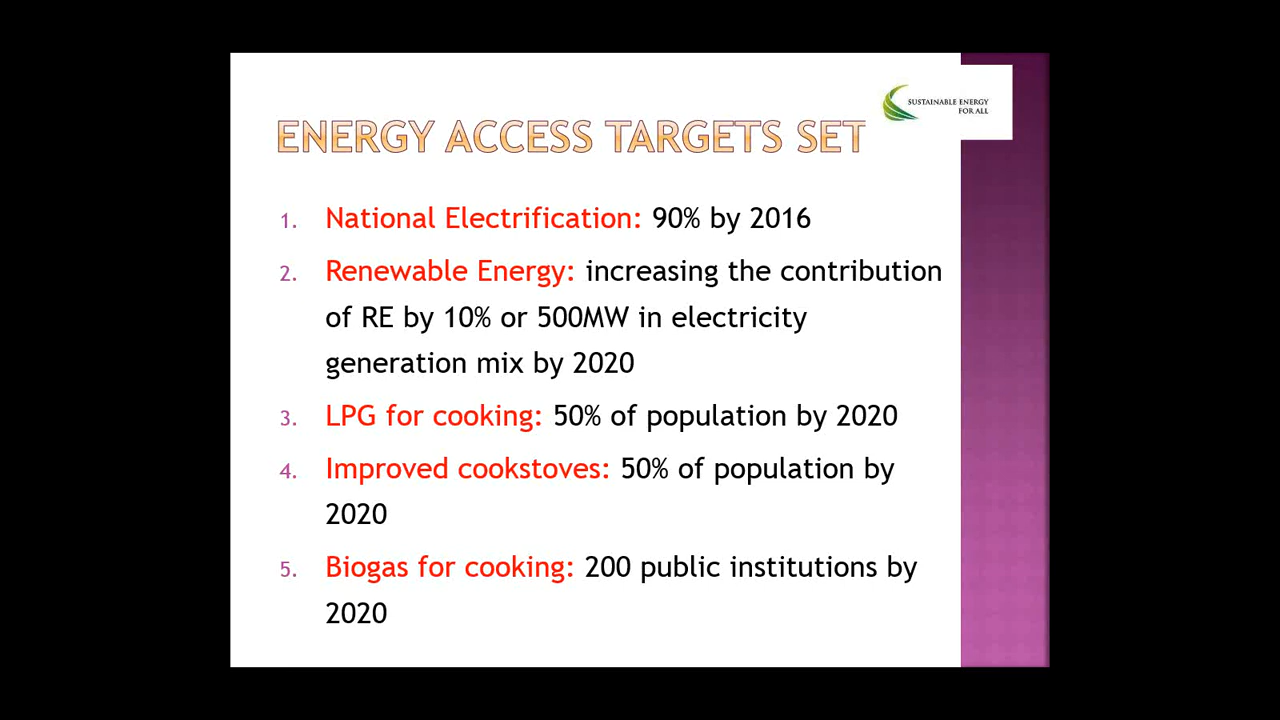 SUSTAINABLE ENERGY
FOR ALL
ENERGY ACCESS TARGETS SET
1. National Electrification: 90% by 2016
2. Renewable Energy: increasing the contribution
of RE by 10% or 500MW in electricity
generation mix by 2020
3. LPG for cooking: 50% of population by 2020
4. Improved cookstoves: 50% of population by
2020
5. Biogas for cooking: 200 public institutions by
2020